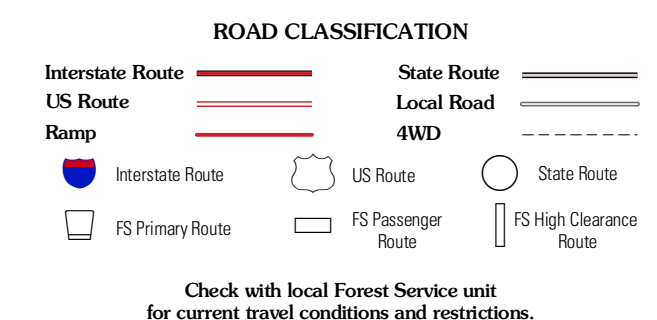 ROAD CLASSIFICATION
Interstate Route
State Route
US Route
Local Road
Ramp
4WD
Interstate Route
US Route
State Route
FS Primary Route
FS Passenger
Route
FS High Clearance
Route
Check with local Forest Service unit
for current travel conditions and restrictions.